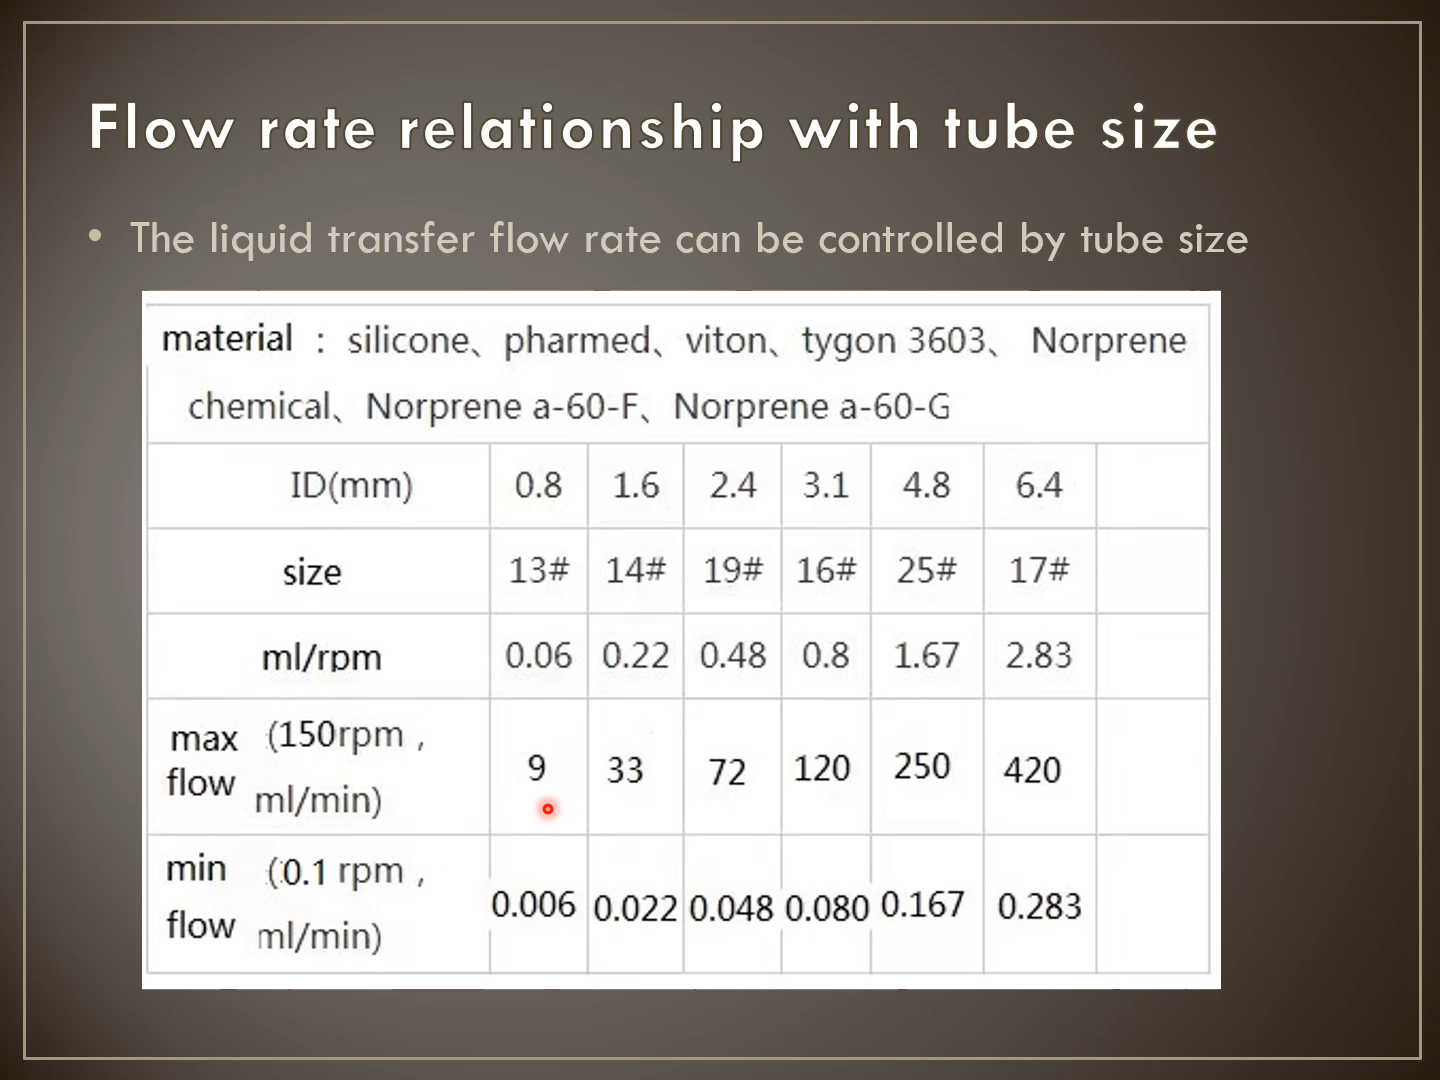 Flow rate relationship with tube size
• The liquid transfer flow rate can be controlled by tube size
material : silicone、pharmed、viton、tygon 3603、 Norprene
chemical、Norprene a-60-F、Norprene a-60-G
ID(mm) 0.8 1.6 2.4 3.1 4.8 6.4
size 13# 14# 19# 16# 25# 17#
ml/rpm 0.06 0.22 0.48 0.8 1.67 2.83
max flow (150rpm , ml/min) 9 33 72 120 250 420
min flow (0.1 rpm , ml/min) 0.006 0.022 0.048 0.080 0.167 0.283